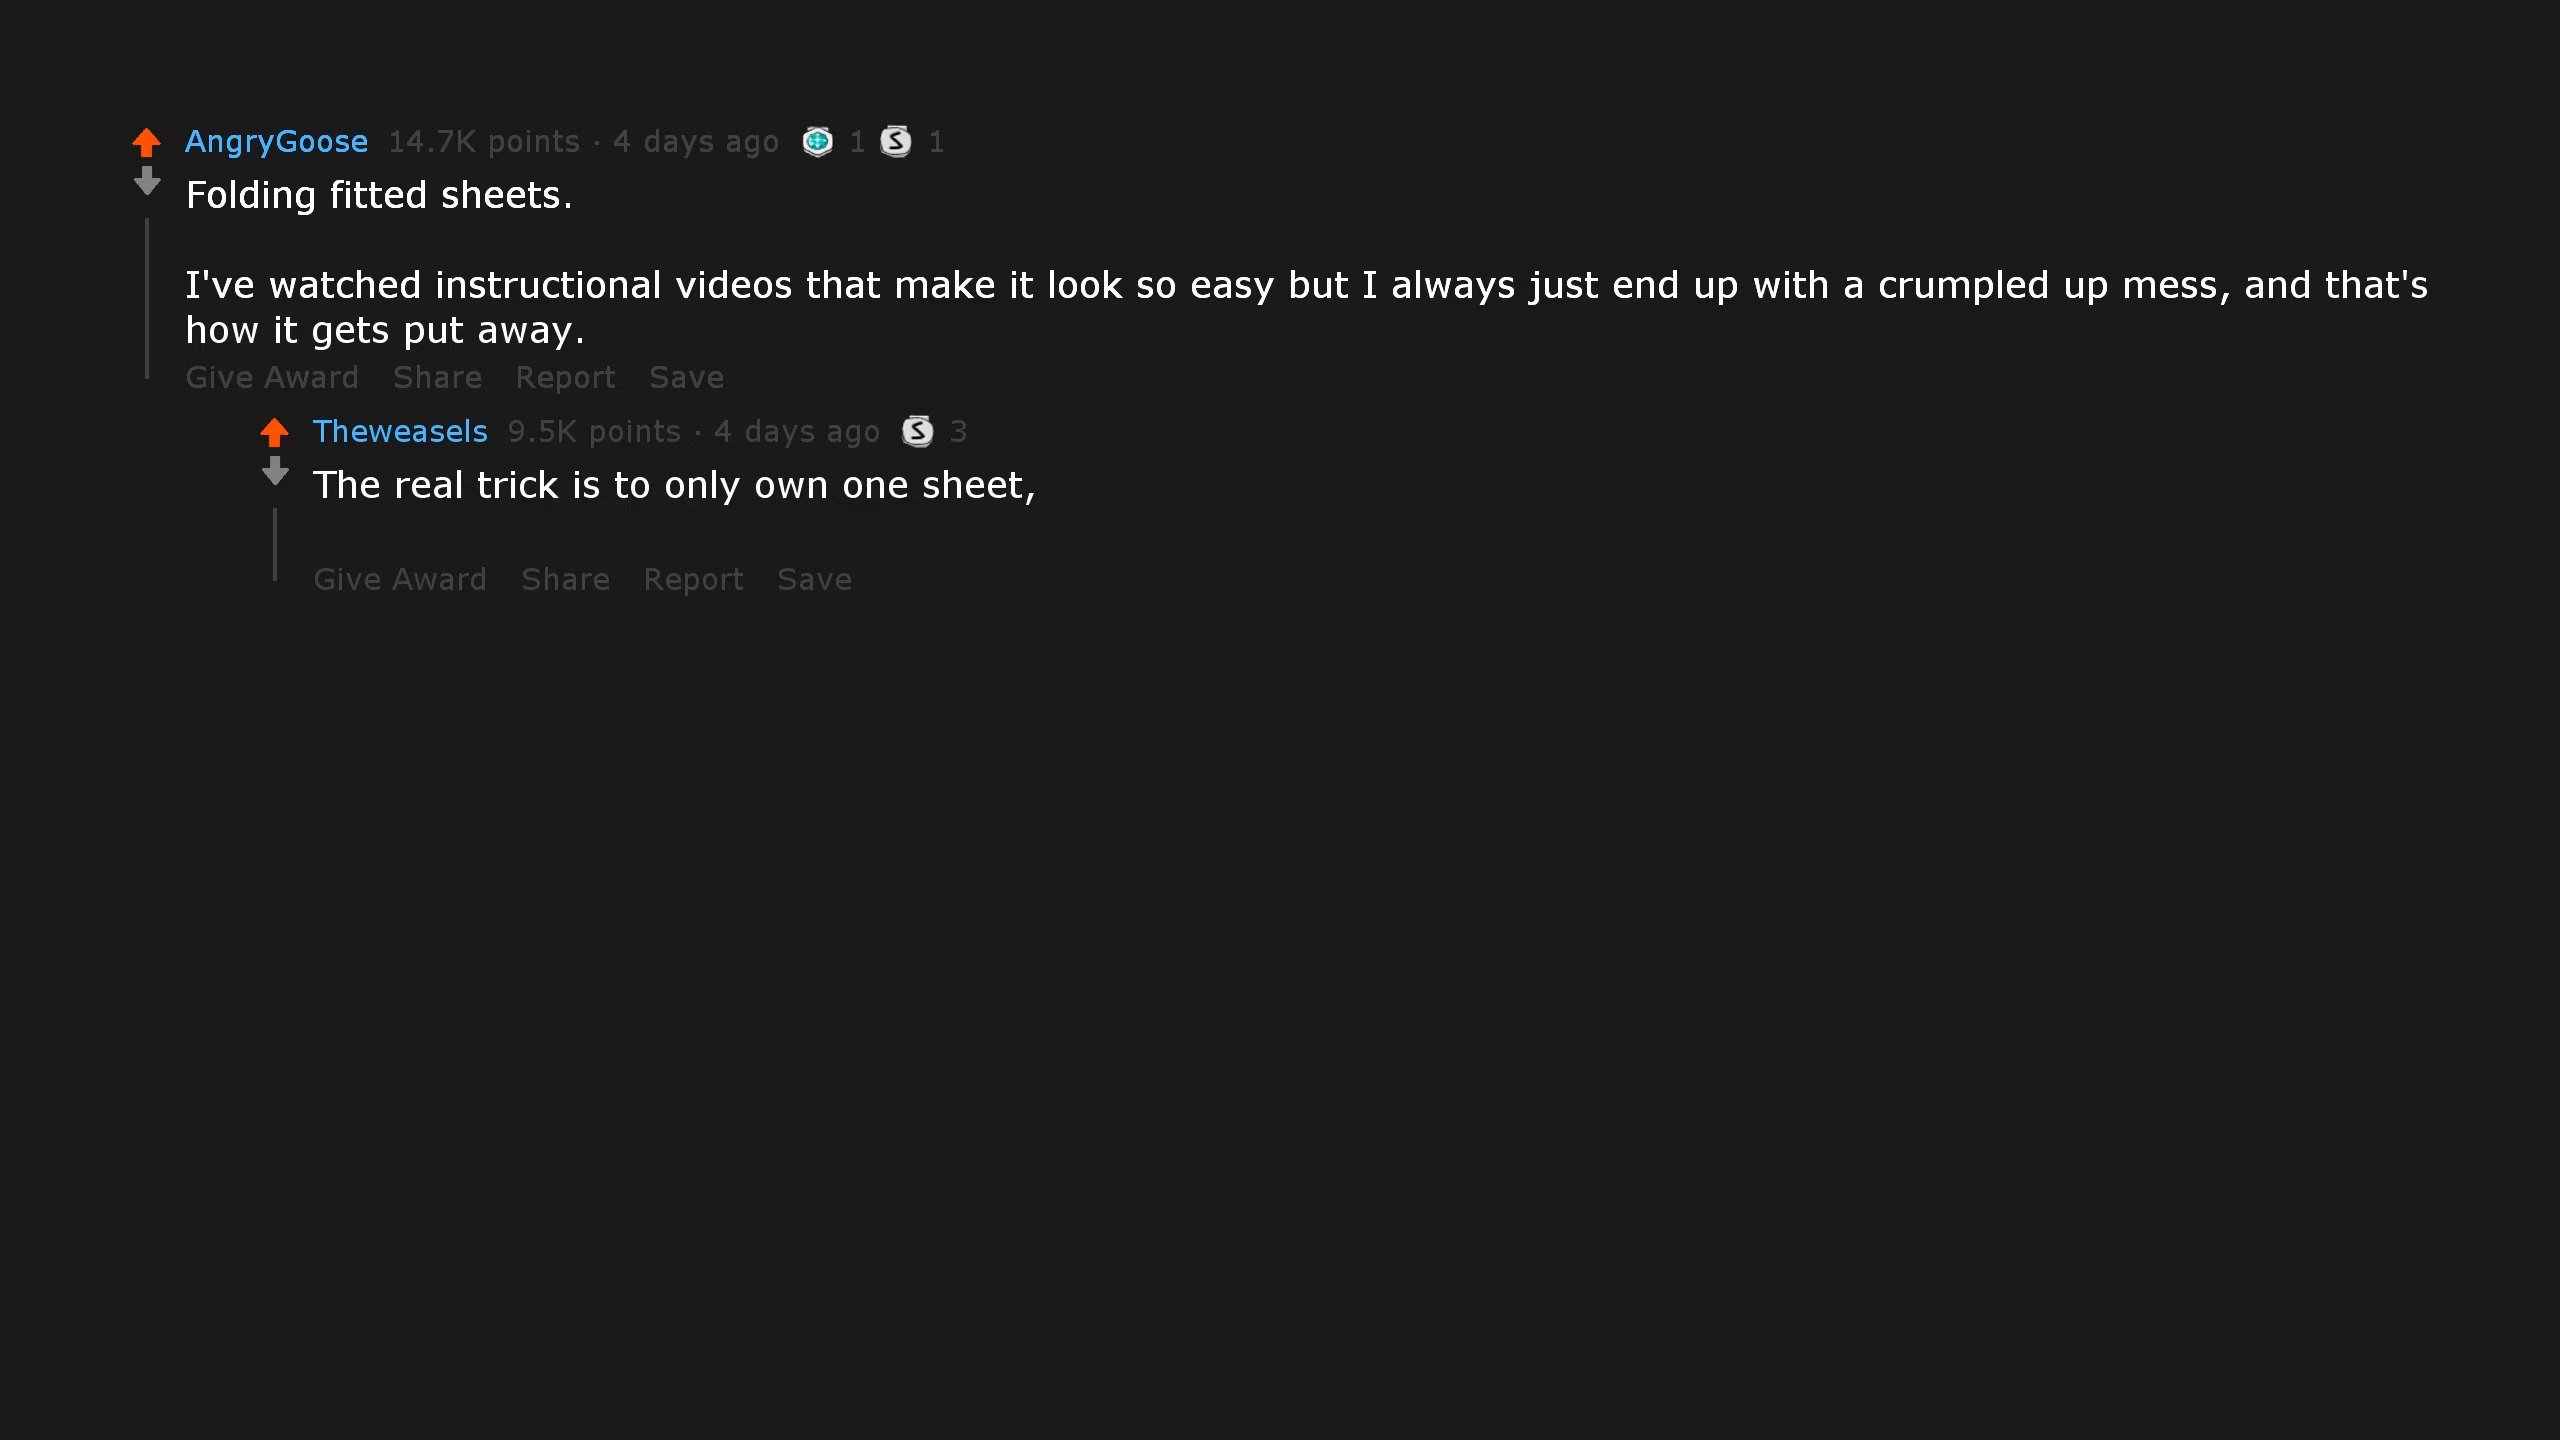 AngryGoose 14.7K points · 4 days ago 1 S 1
Folding fitted sheets.
I've watched instructional videos that make it look so easy but I always just end up with a crumpled up mess, and that's
how it gets put away.
Give Award Share Report Save
Theweasels 9.5K points · 4 days ago S 3
The real trick is to only own one sheet,
Give Award Share Report Save